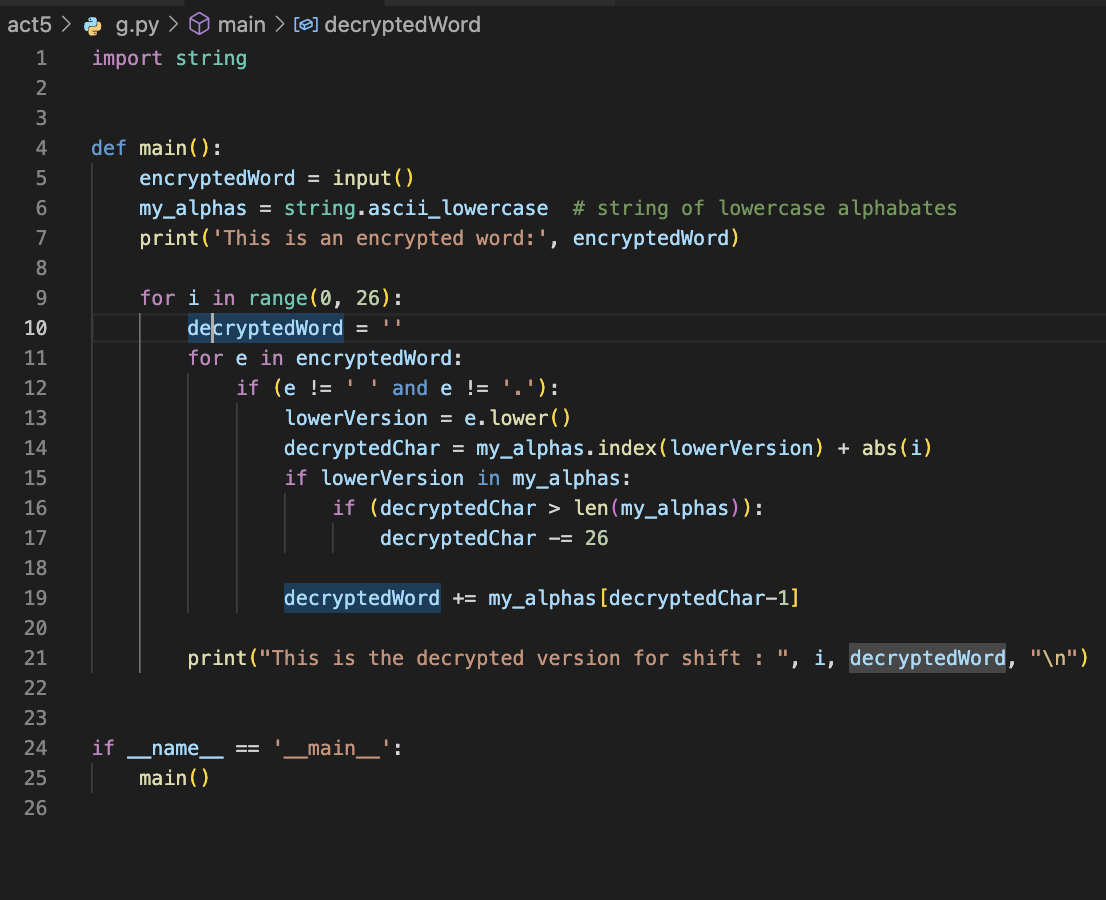 act5 > g.py > main > decryptedWord
1 import string
2
3
4 def main():
5     encryptedWord = input()
6     my_alphas = string.ascii_lowercase  # string of lowercase alphabates
7     print('This is an encrypted word:', encryptedWord)
8
9     for i in range(0, 26):
10         decryptedWord = ''
11         for e in encryptedWord:
12             if (e != ' ' and e != '.'):
13                 lowerVersion = e.lower()
14                 decryptedChar = my_alphas.index(lowerVersion) + abs(i)
15                 if lowerVersion in my_alphas:
16                     if (decryptedChar > len(my_alphas)):
17                         decryptedChar -= 26
18
19                 decryptedWord += my_alphas[decryptedChar-1]
20
21         print("This is the decrypted version for shift : ", i, decryptedWord, "\n")
22
23
24 if __name__ == '__main__':
25     main()
26